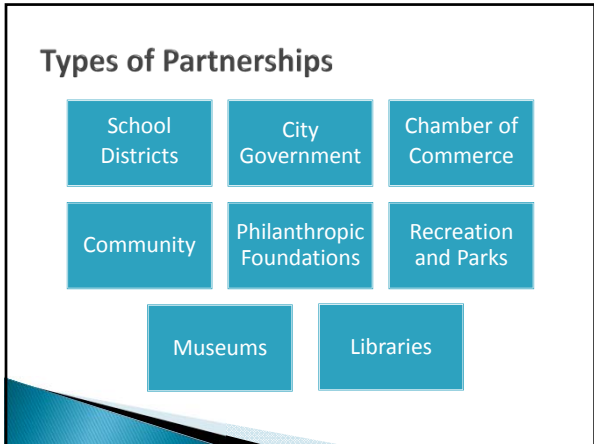 Types of Partnerships
School
Districts
City
Government
Chamber of
Commerce
Community
Philanthropic
Foundations
Recreation
and Parks
Museums
Libraries